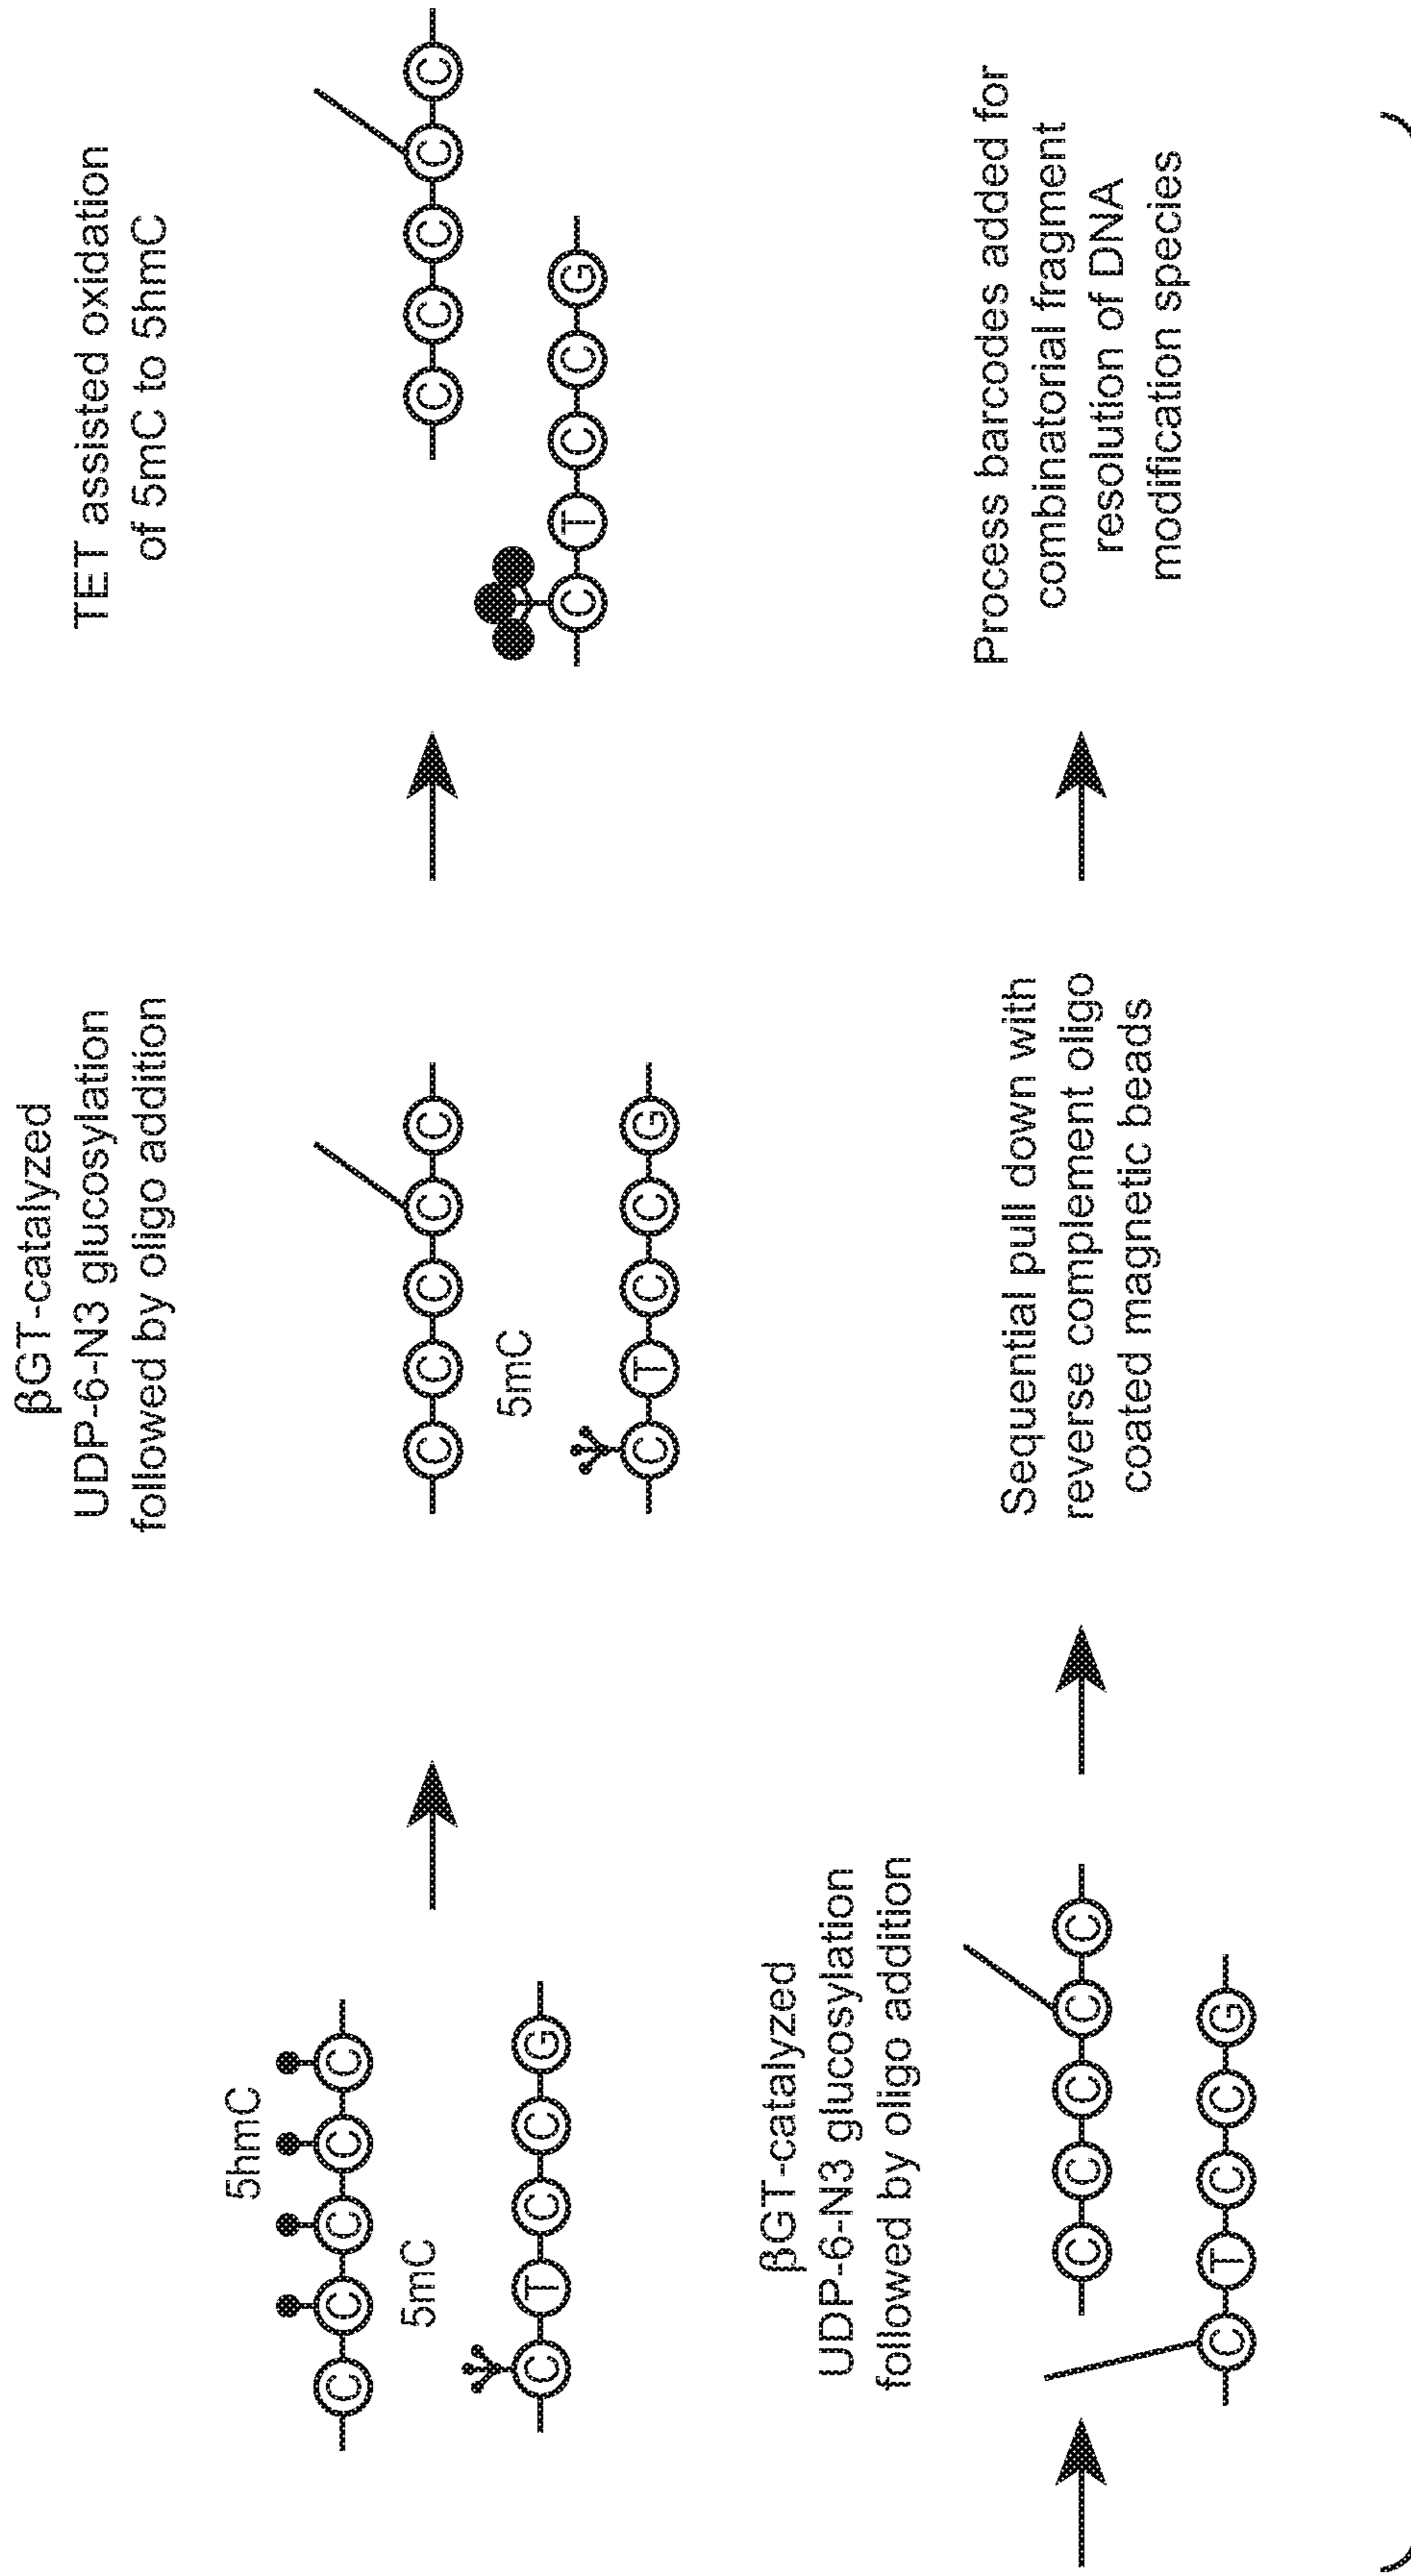 5hmC
C C C C C
5mC
C T C C G
βGT-catalyzed
UDP-6-N3 glucosylation
followed by oligo addition
C C C C C
5mC
C T C C G
TET assisted oxidation
of 5mC to 5hmC
C C C C C
C T C C G
βGT-catalyzed
UDP-6-N3 glucosylation
followed by oligo addition
C C C C C
C T C C G
Sequential pull down with
reverse complement oligo
coated magnetic beads
Process barcodes added for
combinatorial fragment
resolution of DNA
modification species